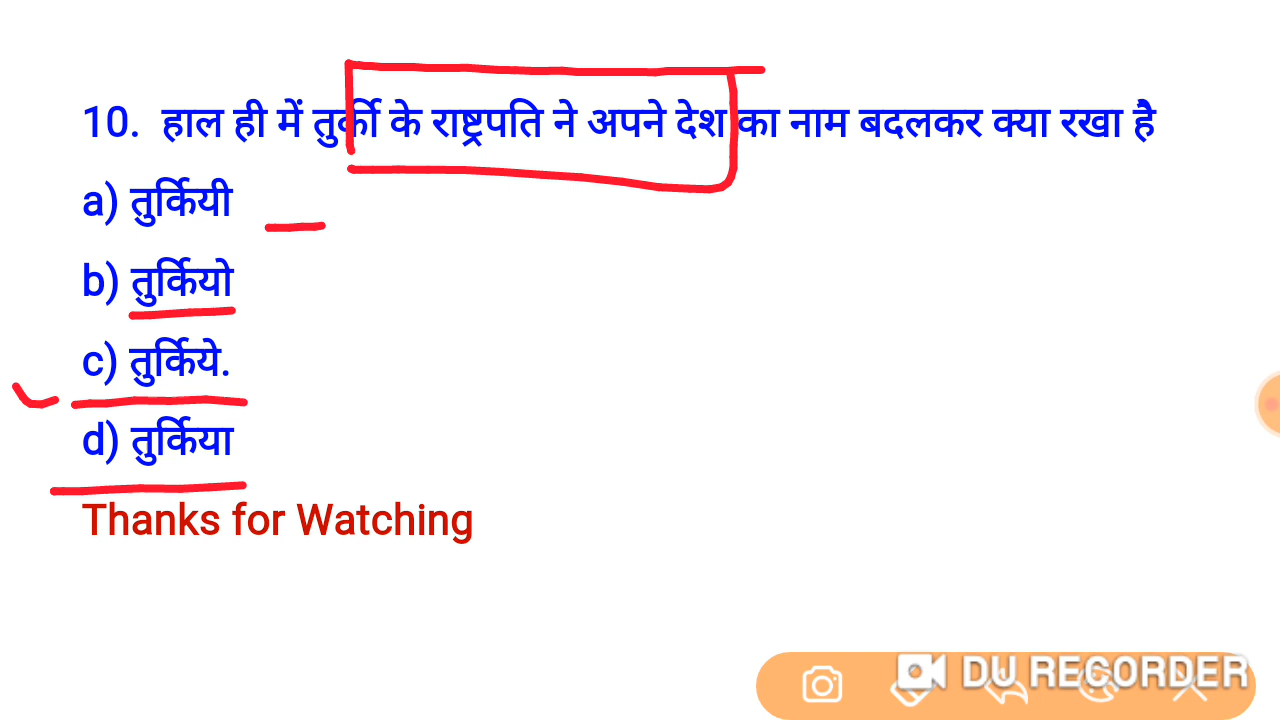 10. हाल ही में तुर्की के राष्ट्रपति ने अपने देश का नाम बदलकर क्या रखा है
a) तुर्कियी
b) तुर्कियो
c) तुर्किये.
d) तुर्किया
Thanks for Watching
DU RECORDER